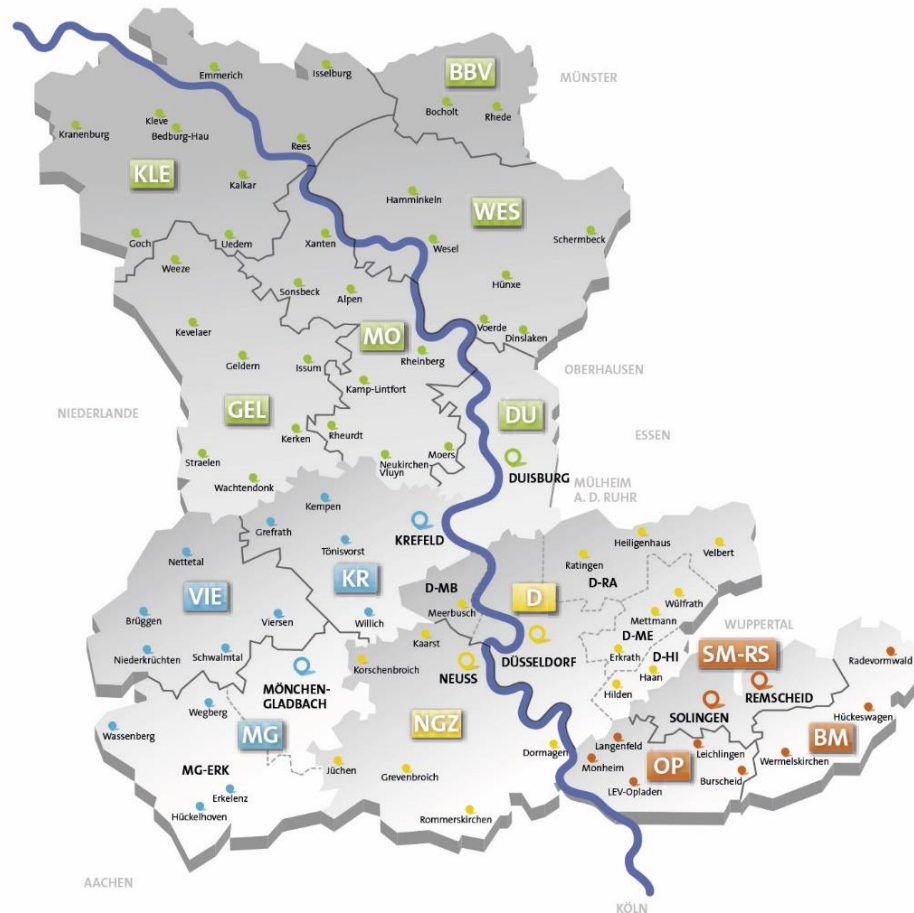 Emmerich
Isselburg
BBV
MÜNSTER
Bocholt
Rhede
Kranenburg
Kleve
Bedburg-Hau
Rees
KLE
Kalkar
Hamminkeln
WES
Goch
Uedem
Xanten
Wesel
Schermbeck
Weeze
Sonsbeck
Alpen
Hünxe
Kevelaer
MO
Voerde
Dinslaken
Geldern
Issum
Rheinberg
OBERHAUSEN
Kamp-Lintfort
NIEDERLANDE
GEL
DU
Kerken
Rheurdt
ESSEN
Straelen
Moers
Neukirchen-
Vluyn
DUISBURG
Wachtendonk
MÜLHEIM
A. D. RUHR
Kempen
Grefrath
KREFELD
Heiligenhaus
Velbert
Nettetal
Tönisvorst
Ratingen
VIE
KR
D-MB
D
D-RA
Meerbusch
Wülfrath
Mettmann
Brüggen
Viersen
Willich
WUPPERTAL
Kaarst
D-ME
Niederkrüchten
Schwalmtal
Korschenbroich
NEUSS
DÜSSELDORF
Erkrath
D-HI
Haan
SM-RS
Radevormwald
MÖNCHEN-
GLADBACH
Hilden
REMSCHEID
SOLINGEN
Hückeswagen
Wegberg
Wassenberg
MG
NGZ
Dormagen
Langenfeld
Leichlingen
BM
Monheim
OP
Wermelskirchen
MG-ERK
Jüchen
Grevenbroich
LEV-Opladen
Burscheid
Erkelenz
Hückelhoven
Rommerskirchen
AACHEN
KÖLN